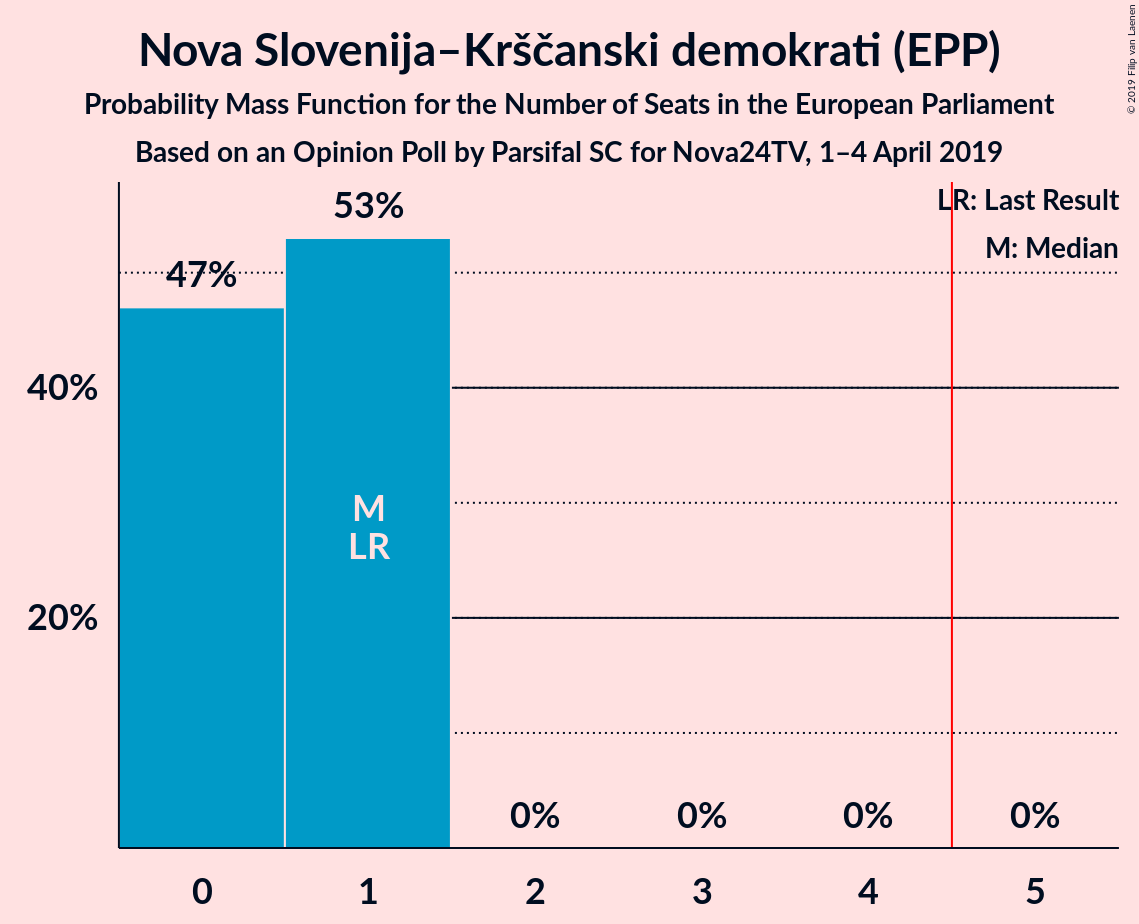 Nova Slovenija–Krščanski demokrati (EPP)
Probability Mass Function for the Number of Seats in the European Parliament
Based on an Opinion Poll by Parsifal SC for Nova24TV, 1–4 April 2019
© 2019 Filip van Laenen
LR: Last Result
M: Median
53%
47%
40%
20%
M
LR
0% 0% 0% 0%
0 1 2 3 4 5